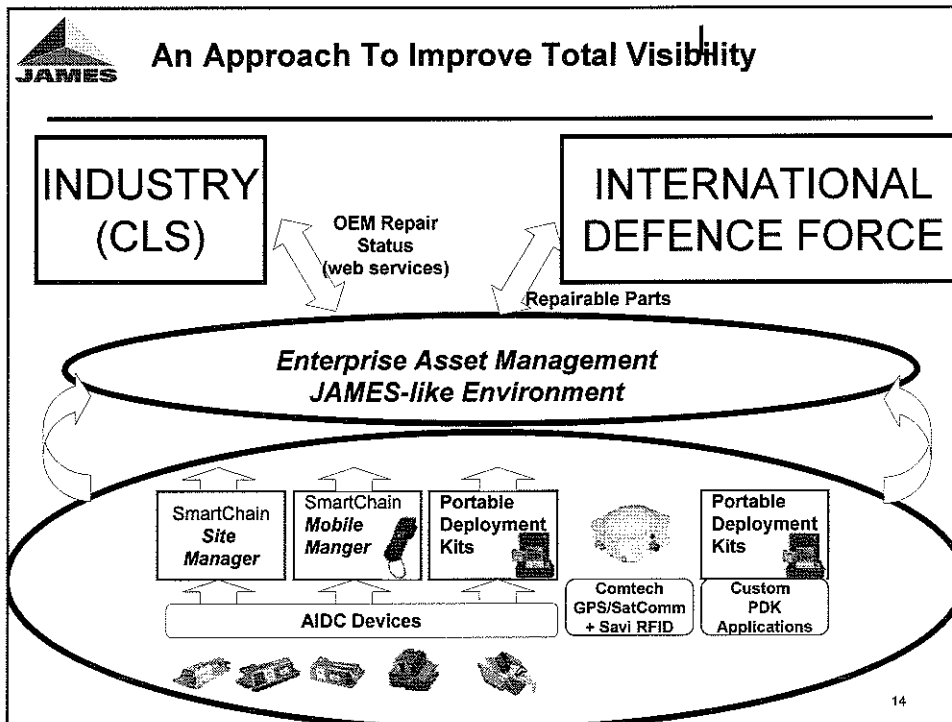 JAMES
An Approach To Improve Total Visibility
INDUSTRY
(CLS)
OEM Repair
Status
(web services)
INTERNATIONAL
DEFENCE FORCE
Repairable Parts
Enterprise Asset Management
JAMES-like Environment
SmartChain
Site
Manager
SmartChain
Mobile
Manger
Portable
Deployment
Kits
Portable
Deployment
Kits
AIDC Devices
Comtech
GPS/SatComm
+ Savi RFID
Custom
PDK
Applications
14